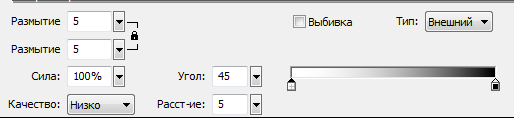 Размытие 5 Выбивка Тип: Внешний
Размытие 5
Сила: 100% Угол: 45
Качество: Низко Расст-ие: 5